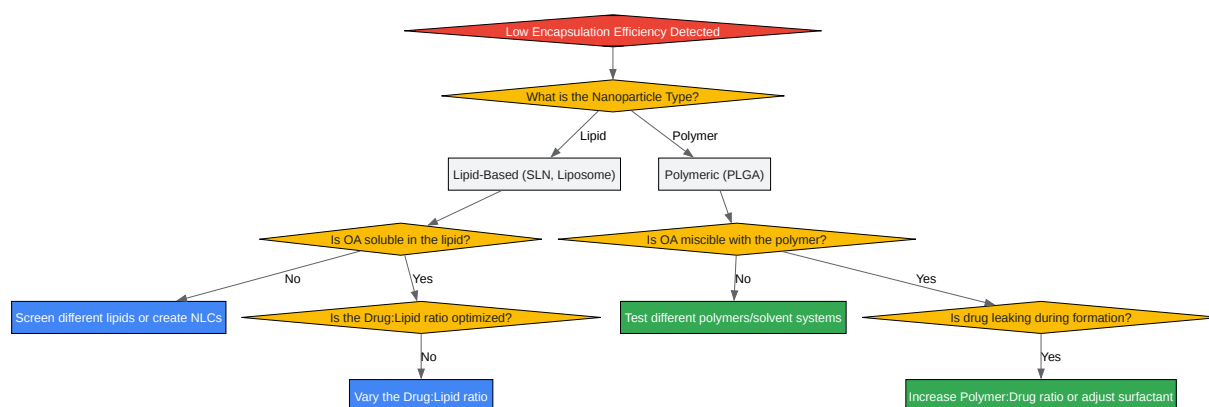 Low Encapsulation Efficiency Detected
What is the Nanoparticle Type?
Lipid
Polymer
Lipid-Based (SLN, Liposome)
Polymeric (PLGA)
Is OA soluble in the lipid?
Is OA miscible with the polymer?
No
Yes
No
Yes
Screen different lipids or create NLCs
Is the Drug:Lipid ratio optimized?
Test different polymers/solvent systems
Is drug leaking during formation?
No
Yes
Vary the Drug:Lipid ratio
Increase Polymer:Drug ratio or adjust surfactant